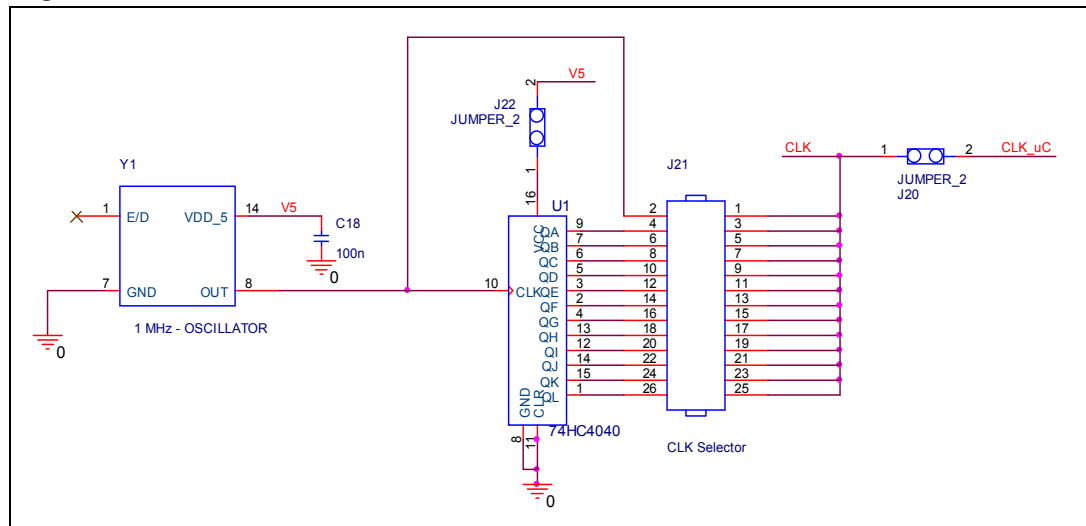 V5
2
J22
JUMPER_2
1
16
Y1
1
E/D
VDD_5
14
V5
C18
100n
0
7
GND
OUT
8
0
1 MHz - OSCILLATOR
U1
VCC
10
CLK
QA
9
QB
7
QC
6
QD
5
QE
3
QF
2
QG
4
QH
13
QI
12
QJ
14
QK
15
QL
1
GND
CLR
8
11
74HC4040
0
J21
2
1
4
3
6
5
8
7
10
9
12
11
14
13
16
15
18
17
20
19
22
21
24
23
26
25
CLK Selector
CLK
1
2
CLK_uC
JUMPER_2
J20